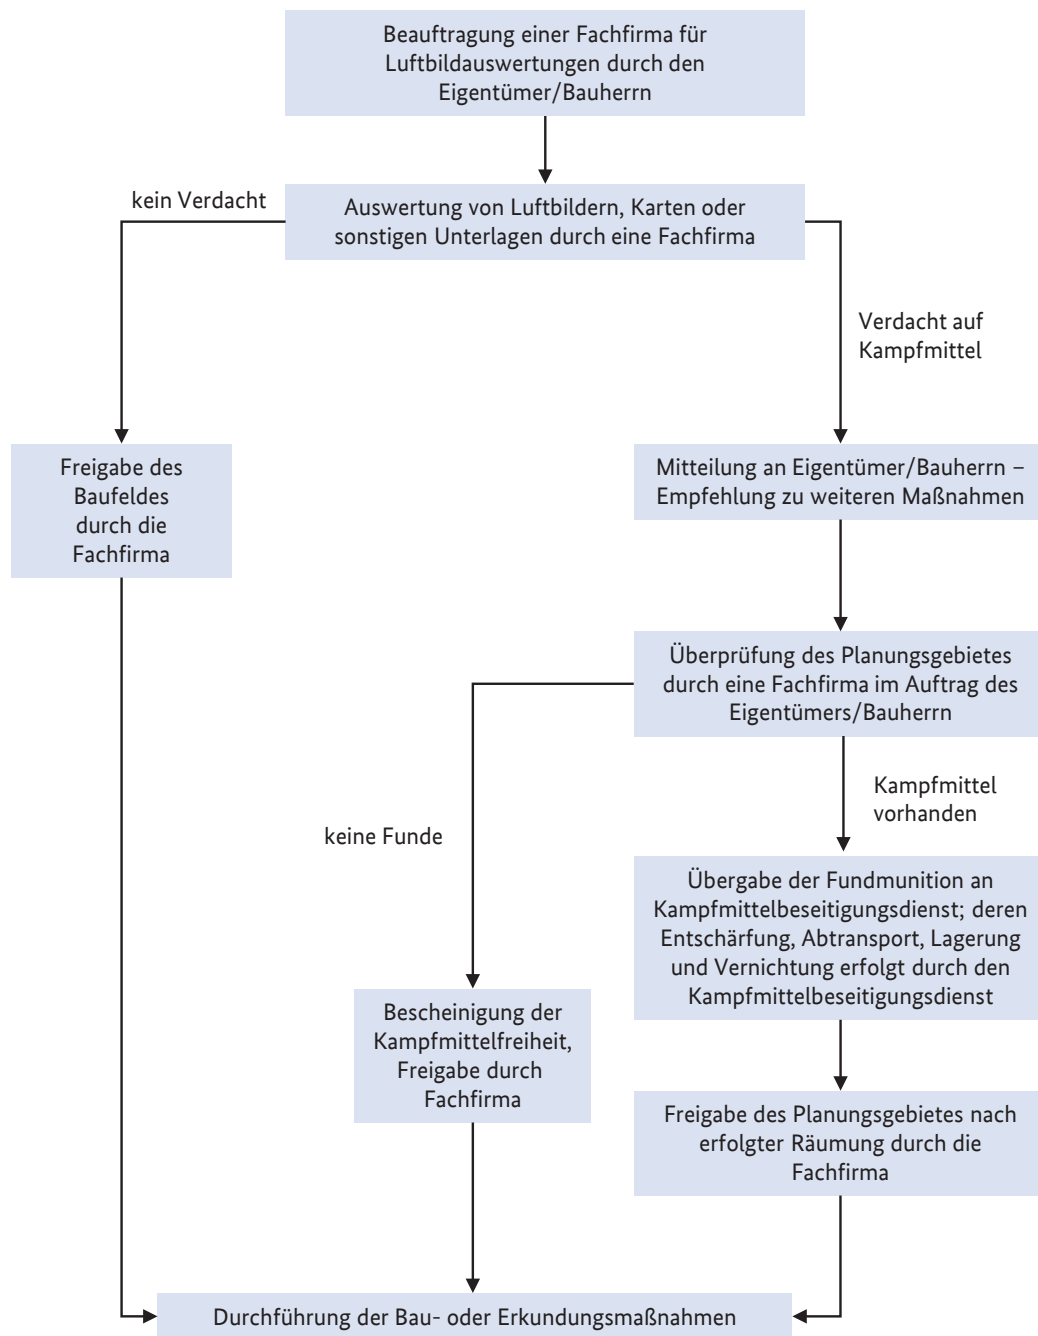 Beauftragung einer Fachfirma für
Luftbildauswertungen durch den
Eigentümer/Bauherrn
kein Verdacht
Auswertung von Luftbildern, Karten oder
sonstigen Unterlagen durch eine Fachfirma
Verdacht auf
Kampfmittel
Freigabe des
Baufeldes
durch die
Fachfirma
Mitteilung an Eigentümer/Bauherrn –
Empfehlung zu weiteren Maßnahmen
Überprüfung des Planungsgebietes
durch eine Fachfirma im Auftrag des
Eigentümers/Bauherrn
Kampfmittel
vorhanden
keine Funde
Übergabe der Fundmunition an
Kampfmittelbeseitigungsdienst; deren
Entschärfung, Abtransport, Lagerung
und Vernichtung erfolgt durch den
Kampfmittelbeseitigungsdienst
Bescheinigung der
Kampfmittelfreiheit,
Freigabe durch
Fachfirma
Freigabe des Planungsgebietes nach
erfolgter Räumung durch die
Fachfirma
Durchführung der Bau- oder Erkundungsmaßnahmen